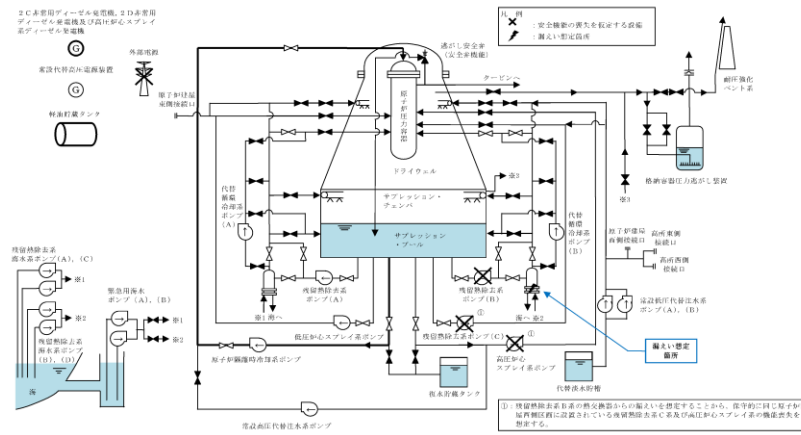 2C非常用ディーゼル発電機, 2D非常用
ディーゼル発電機及び高圧炉心スプレイ
系ディーゼル発電機
G
常設代替高圧電源装置
G
軽油貯蔵タンク
外部電源
原子炉建屋
東側接続口
凡 例
:安全機能の喪失を仮定する設備
:漏えい想定箇所
逃がし安全弁
(安全弁機能)
タービンへ
原子炉圧力容器
耐圧強化
ベント系
格納容器圧力逃がし装置
※3
ドライウェル
サプレッション・
チェンバ
※3
サプレッション
・プール
代替
循環
冷却系
ポンプ
(A)
代替
循環
冷却系
ポンプ
(B)
原子炉建屋
西側接続口
高所東側
接続口
高所西側
接続口
残留熱除去系
海水系ポンプ(A),(C)
※1
※2
残留熱除去系
海水系ポンプ
(B),(D)
海
緊急用海水
ポンプ(A),(B)
※1
※2
残留熱除去系
ポンプ(A)
残留熱除去系
ポンプ(B)
※1 海へ
海へ ※2
①
低圧炉心スプレイ系ポンプ
残留熱除去系ポンプ(C)
①
原子炉隔離時冷却系ポンプ
高圧炉心
スプレイ系ポンプ
常設低圧代替注水系
ポンプ(A),(B)
漏えい想定
箇所
復水貯蔵タンク
代替淡水貯槽
常設高圧代替注水系ポンプ
①:残留熱除去系B系の熱交換器からの漏えいを想定することから,保守的に同じ原子炉建
屋西側区画に設置されている残留熱除去系C系及び高圧炉心スプレイ系の機能喪失を
想定する。